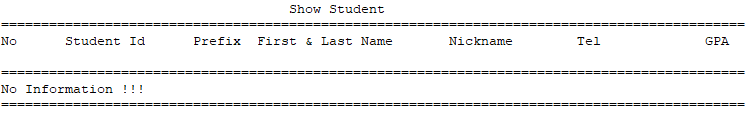 Show Student
=============================================================================================
No      Student Id      Prefix  First & Last Name       Nickname        Tel             GPA
=============================================================================================
No Information !!!
=============================================================================================